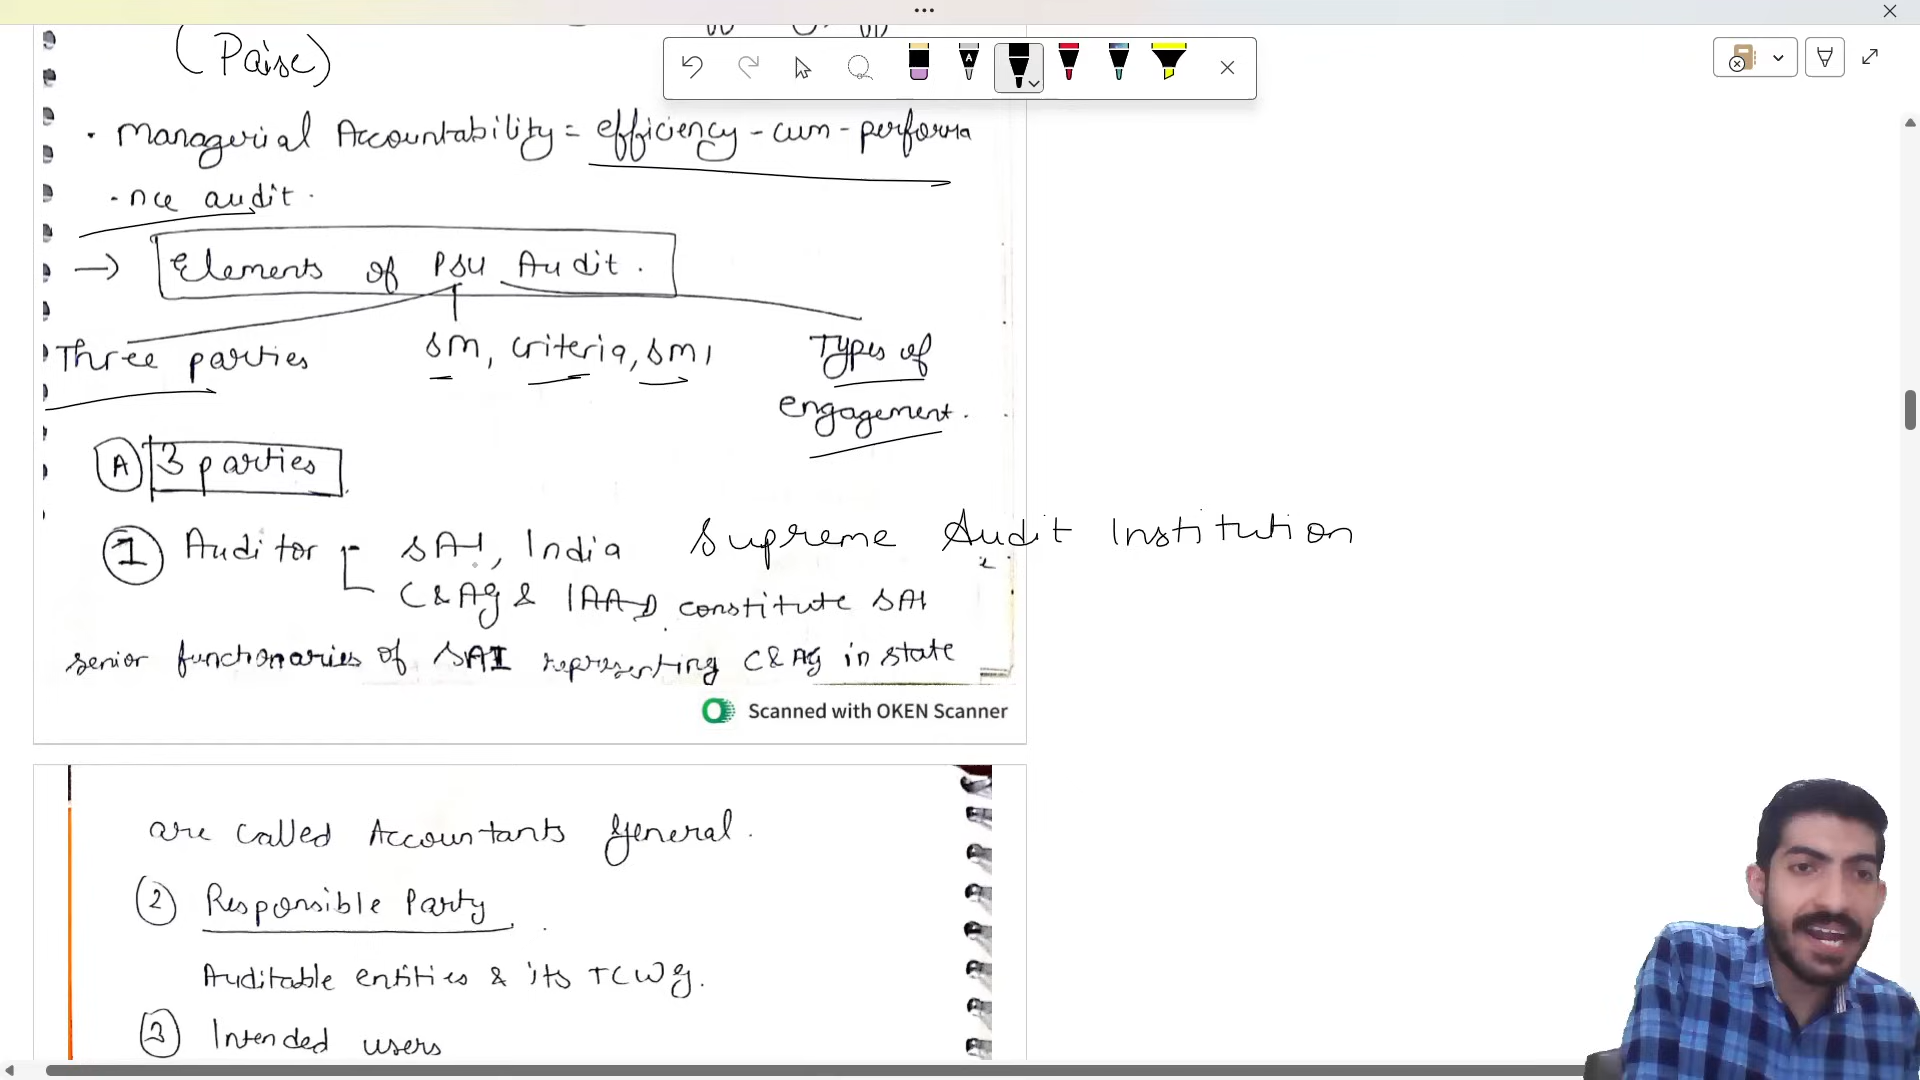 (Paise)
• Managerial Accountability = efficiency - cum - performa
- nce audit.
→ Elements of PSU Audit.
Three parties SM, criteria, SMI Types of
engagement.
A 3 parties
1 Auditor SAI, India Supreme Audit Institution
C&AG & IAAD constitute SAI
senior functionaries of SAI representing C&AG in state
Scanned with OKEN Scanner
are called Accountants General.
2 Responsible Party
Auditable entities & its TCWG.
3 Intended users